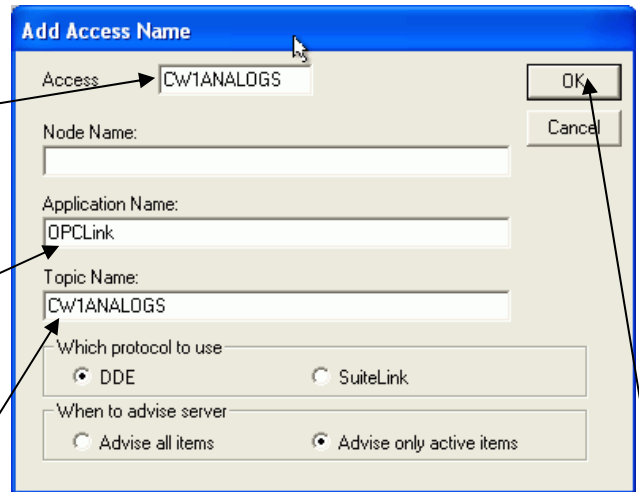 Add Access Name
Access
CW1ANALOGS
OK
Cancel
Node Name:
Application Name:
OPCLink
Topic Name:
CW1ANALOGS
Which protocol to use
DDE
SuiteLink
When to advise server
Advise all items
Advise only active items